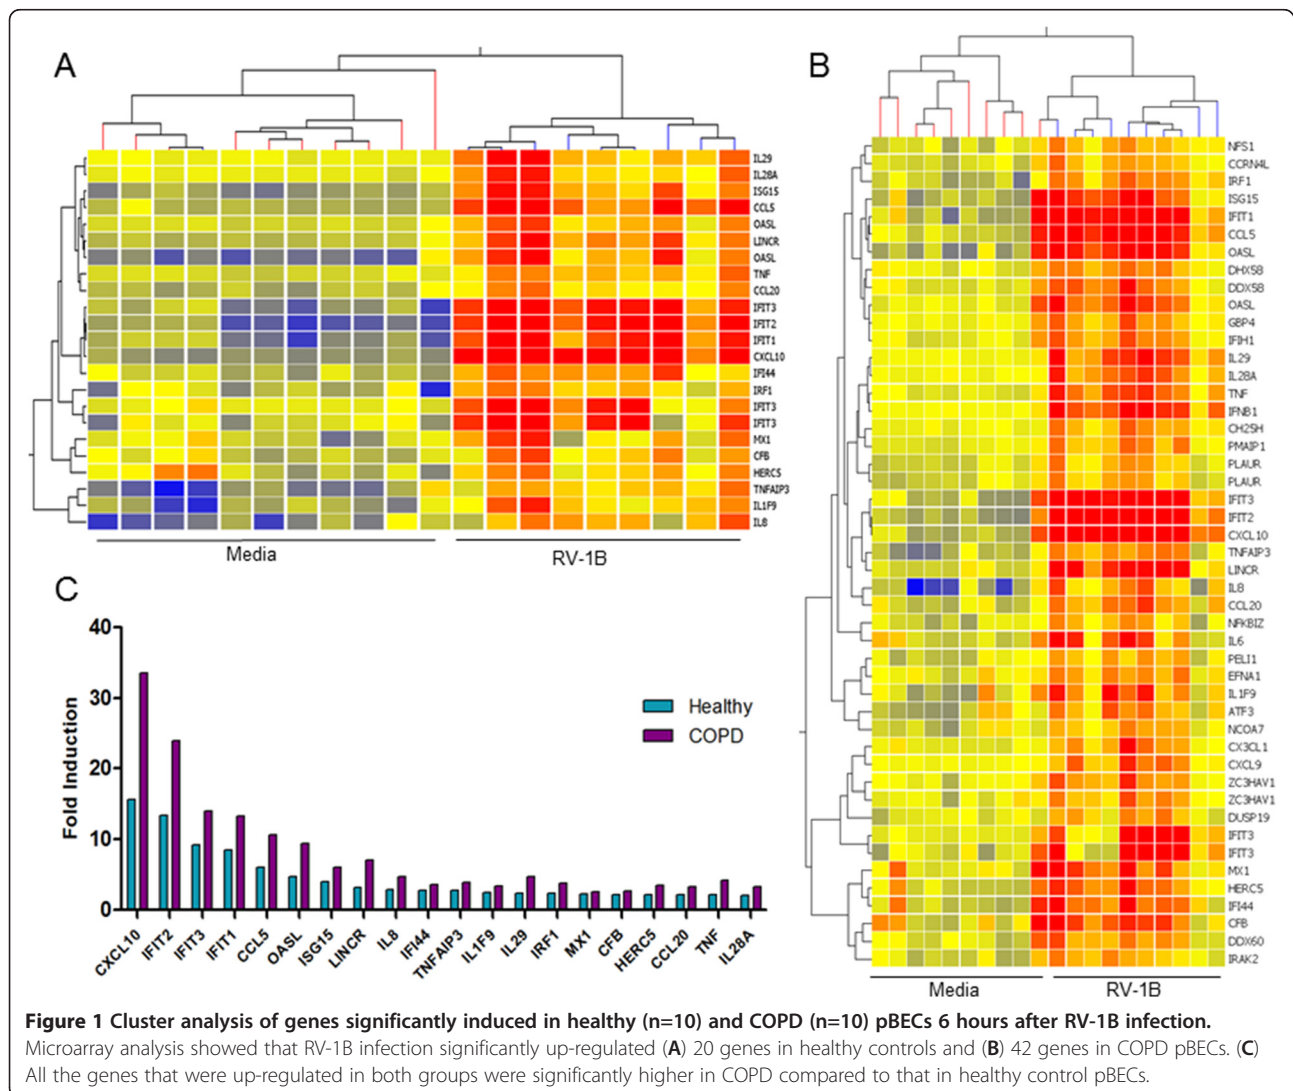 A
IL29
IL28A
ISG15
CCL5
OASL
LINCR
OASL
TNF
CCL20
IFIT3
IFIT2
IFIT1
CXCL10
IFI44
IRF1
IFIT3
IFIT3
MX1
CFB
HERC5
TNFAIP3
IL1F9
IL8
Media
RV-1B
B
NFS1
CCRN4L
IRF1
ISG15
IFIT1
CCL5
OASL
DHX58
DDX58
OASL
GBP4
IFIH1
IL29
IL28A
TNF
IFNB1
CH25H
PMAIP1
PLAUR
PLAUR
IFIT3
IFIT2
CXCL10
TNFAIP3
LINCR
IL8
CCL20
NFKBIZ
IL6
PELI1
EFNA1
IL1F9
ATF3
NCOA7
CX3CL1
CXCL9
ZC3HAV1
ZC3HAV1
DUSP19
IFIT3
IFIT3
MX1
HERC5
IFI44
CFB
DDX60
IRAK2
Media
RV-1B
C
Fold Induction
40
30
20
10
0
Healthy
COPD
CXCL10
IFIT2
IFIT3
IFIT1
CCL5
OASL
ISG15
LINCR
IL8
IFI44
TNFAIP3
IL1F9
IL29
IRF1
MX1
CFB
HERC5
CCL20
TNF
IL28A
Figure 1 Cluster analysis of genes significantly induced in healthy (n=10) and COPD (n=10) pBECs 6 hours after RV-1B infection.
Microarray analysis showed that RV-1B infection significantly up-regulated (A) 20 genes in healthy controls and (B) 42 genes in COPD pBECs. (C)
All the genes that were up-regulated in both groups were significantly higher in COPD compared to that in healthy control pBECs.